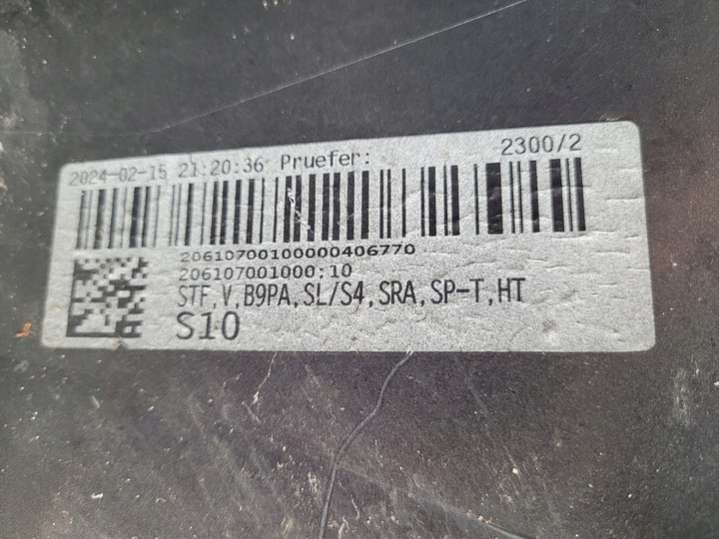 2024-02-15 21:20:36 Pruefer: 2300/2
20610700100000406770
206107001000;10
STF,V,B9PA,SL/S4,SRA,SP-T,HT
S10